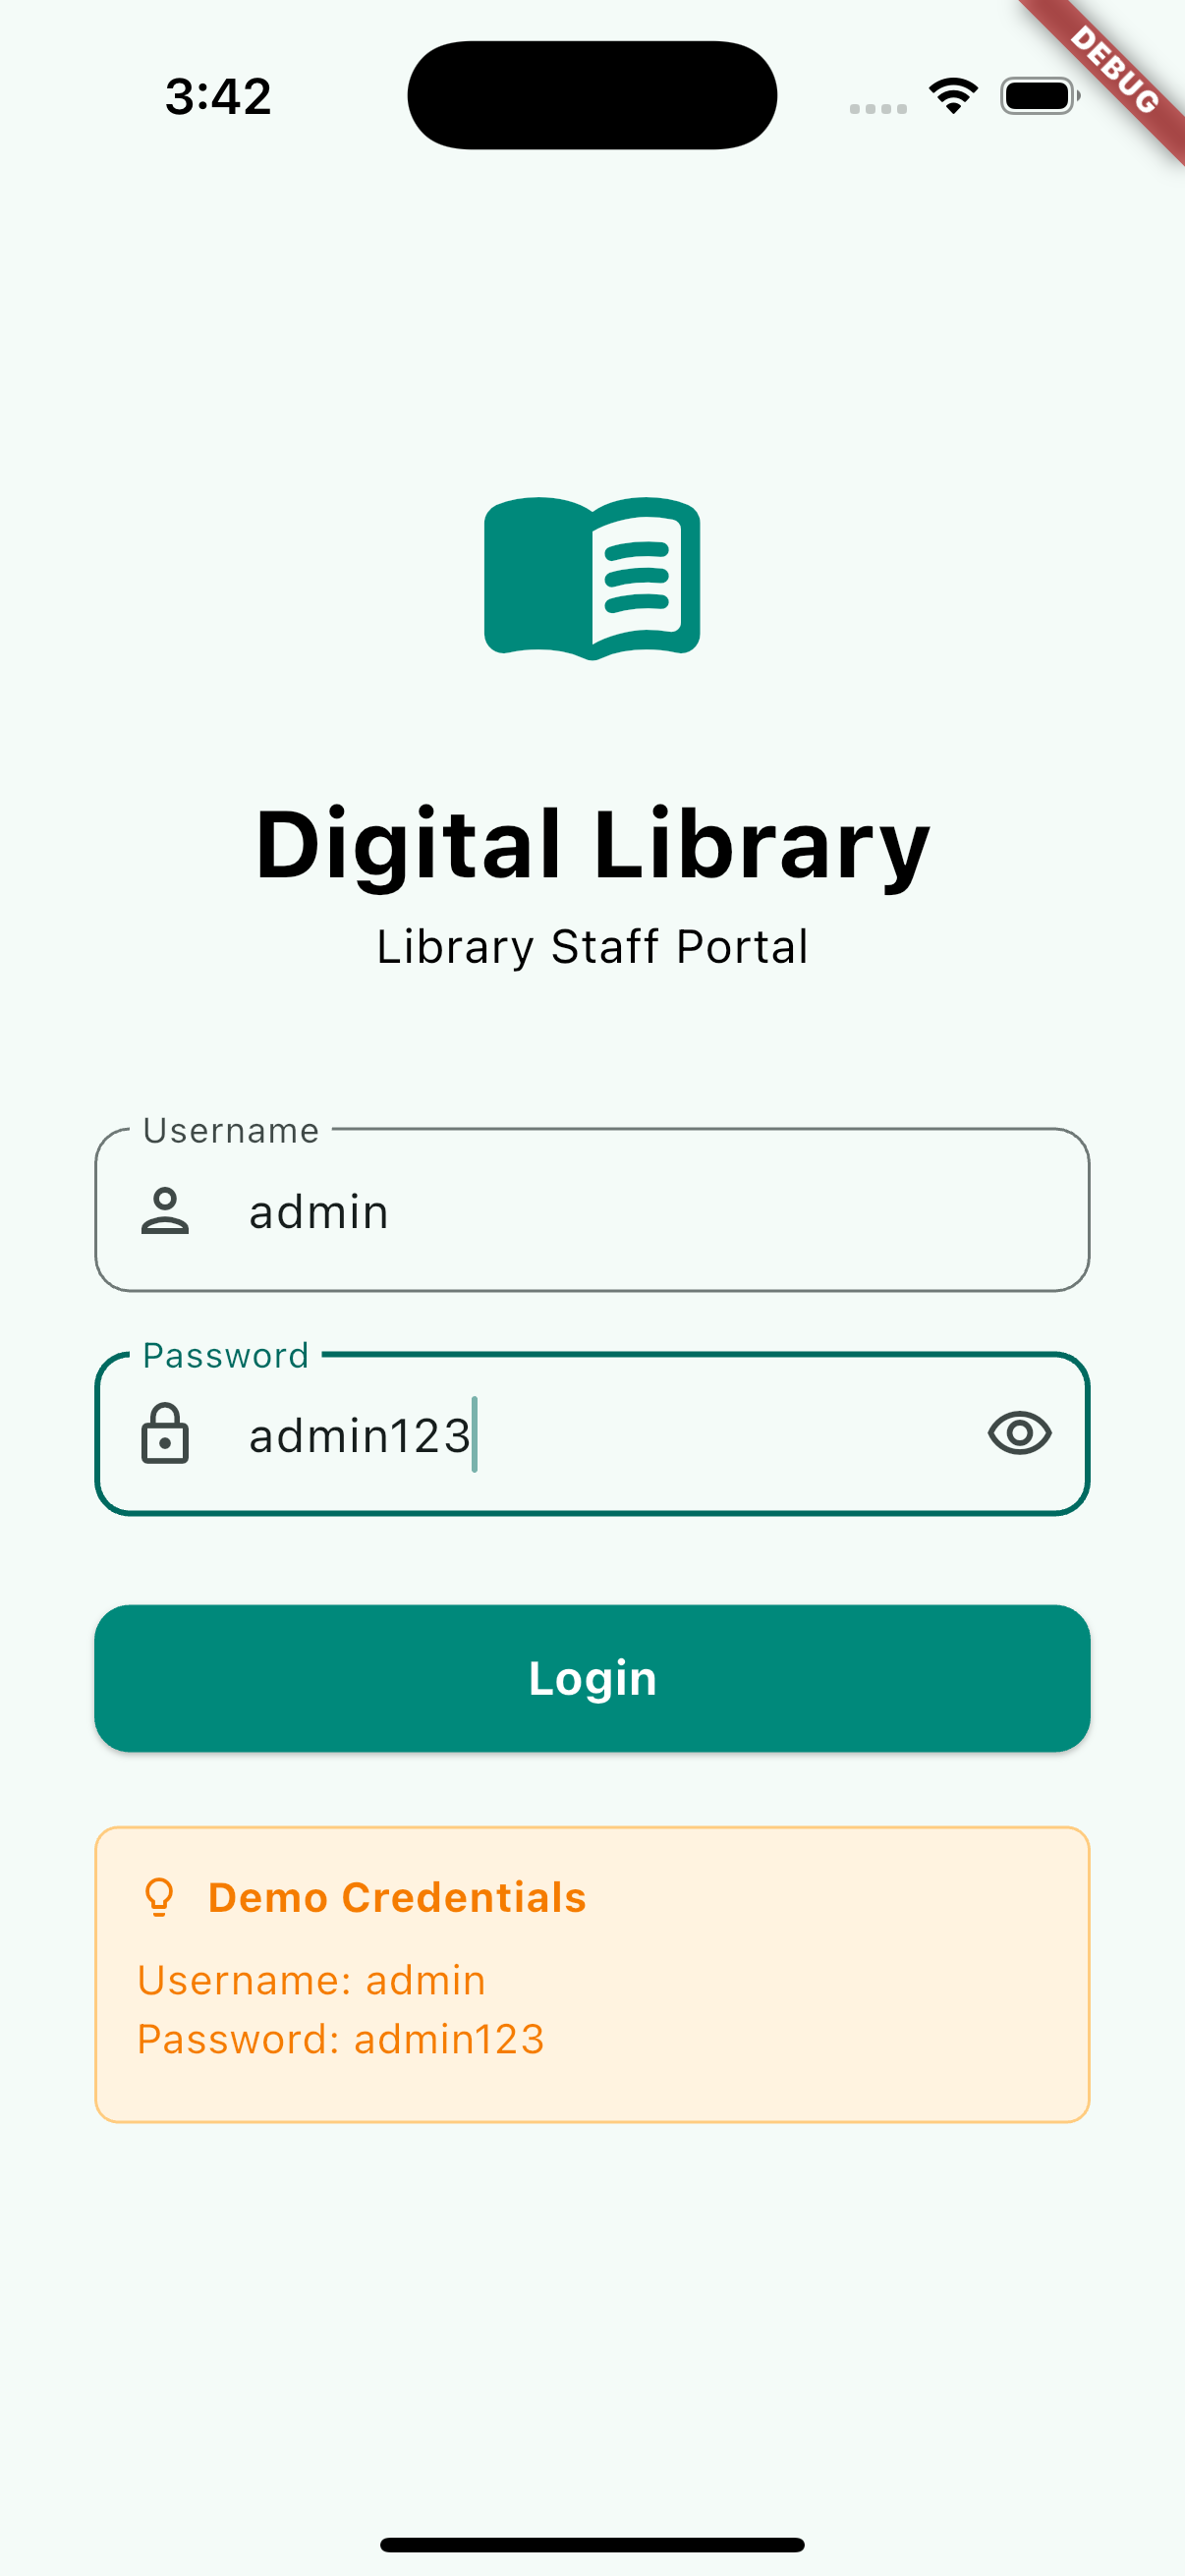 3:42
DEBUG
Digital Library
Library Staff Portal
Username
admin
Password
admin123
Login
Demo Credentials
Username: admin
Password: admin123